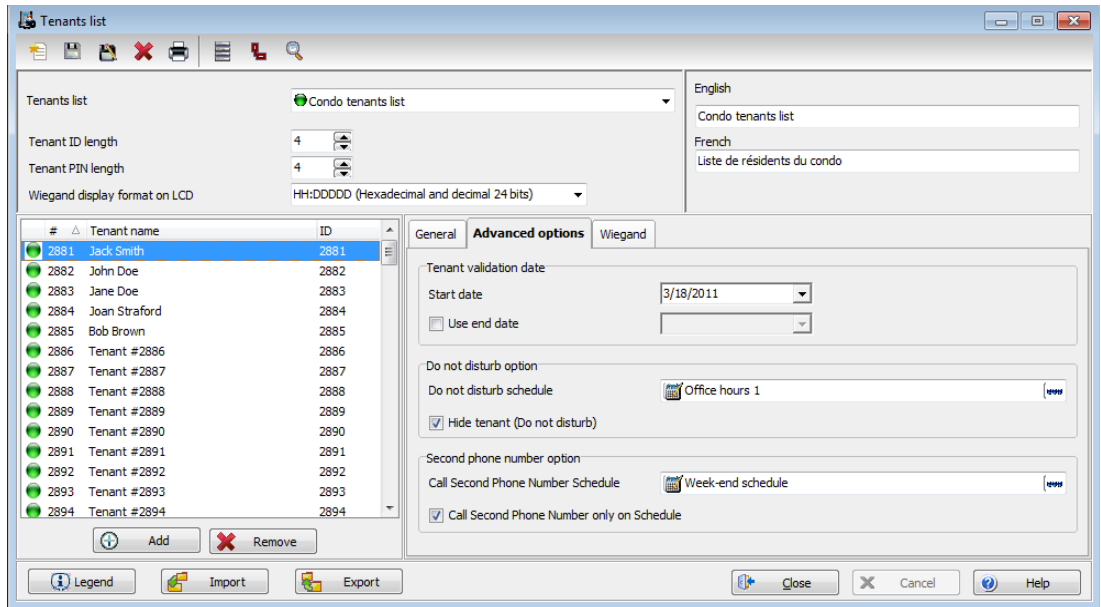 Tenants list
Tenants list
Condo tenants list
Tenant ID length
4
Tenant PIN length
4
Wiegand display format on LCD
HH:DDDDD (Hexadecimal and decimal 24 bits)
English
Condo tenants list
French
Liste de résidents du condo
# Tenant name ID
2881 Jack Smith 2881
2882 John Doe 2882
2883 Jane Doe 2883
2884 Joan Straford 2884
2885 Bob Brown 2885
2886 Tenant #2886 2886
2887 Tenant #2887 2887
2888 Tenant #2888 2888
2889 Tenant #2889 2889
2890 Tenant #2890 2890
2891 Tenant #2891 2891
2892 Tenant #2892 2892
2893 Tenant #2893 2893
2894 Tenant #2894 2894
Add
Remove
General Advanced options Wiegand
Tenant validation date
Start date 3/18/2011
Use end date
Do not disturb option
Do not disturb schedule Office hours 1
Hide tenant (Do not disturb)
Second phone number option
Call Second Phone Number Schedule Week-end schedule
Call Second Phone Number only on Schedule
Legend Import Export Close Cancel Help